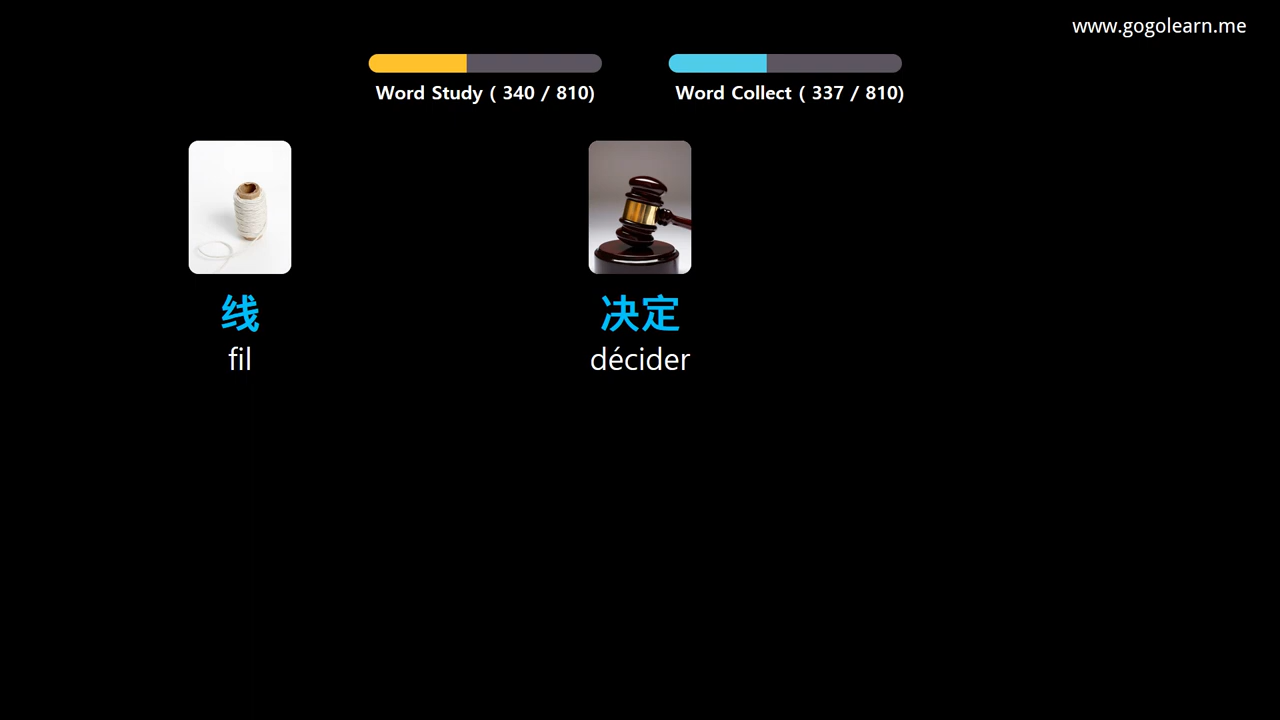 www.gogolearn.me
Word Study ( 340 / 810)
Word Collect ( 337 / 810)
线
fil
决定
décider